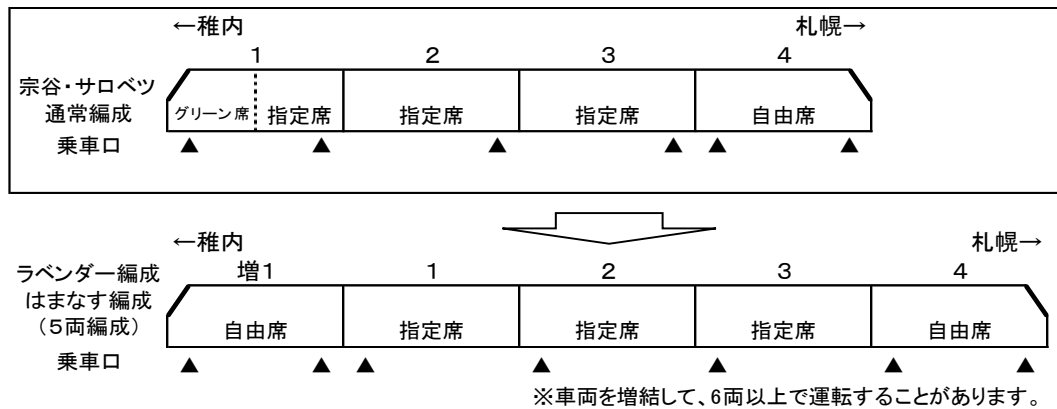 ←稚内 札幌→
1 2 3 4
宗谷・サロベツ
通常編成
グリーン席 指定席 指定席 指定席 自由席
乗車口 ▲ ▲ ▲ ▲ ▲ ▲
←稚内 札幌→
増1 1 2 3 4
ラベンダー編成
はまなす編成
(5両編成)
自由席 指定席 指定席 指定席 自由席
乗車口 ▲ ▲ ▲ ▲ ▲ ▲ ▲
※車両を増結して、6両以上で運転することがあります。